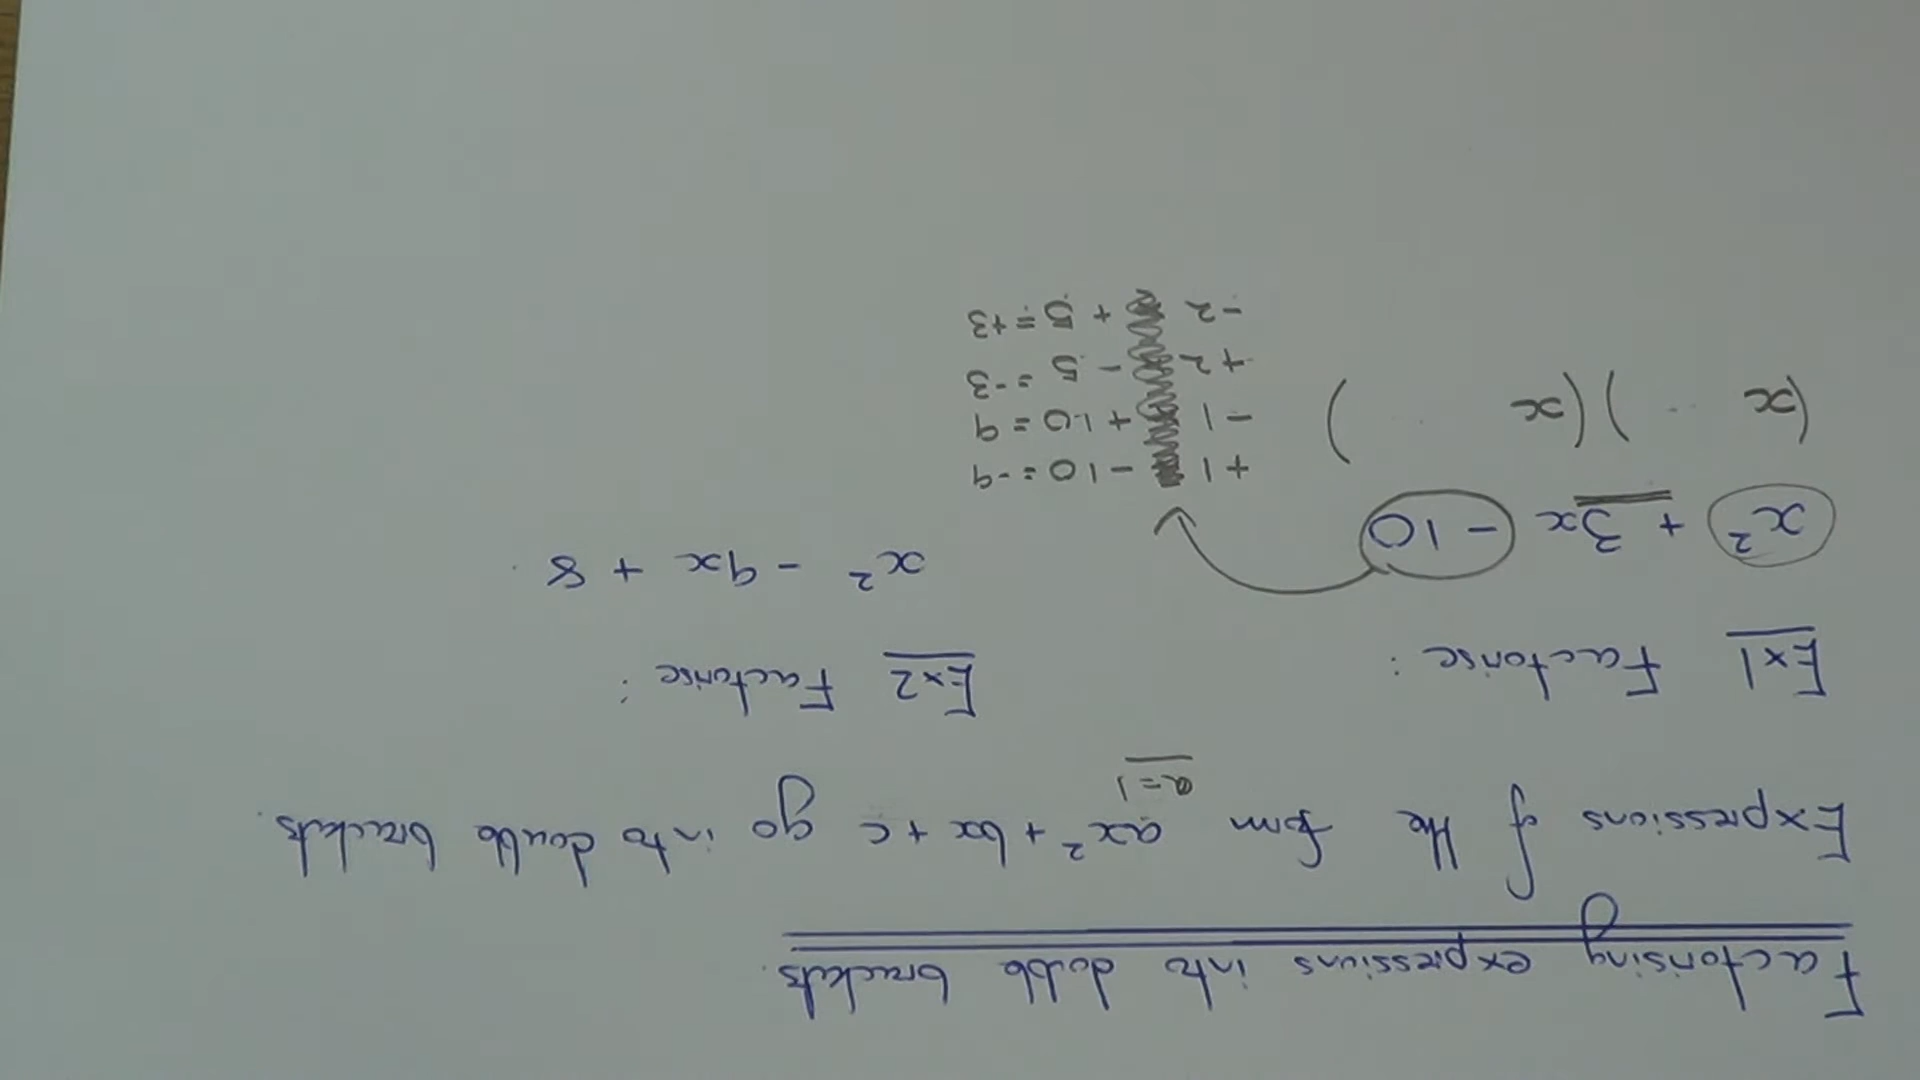 Factorising expressions into double brackets.
Expressions of the form ax² + bx + c go into double brackets.
a=1
Ex1 Factorise :
x² + 3x - 10
(x )(x )
+1 -10 = -9
-1 +10 = 9
+2 - 5 = -3
-2 + 5 = +3
Ex2 Factorise :
x² - 9x + 8